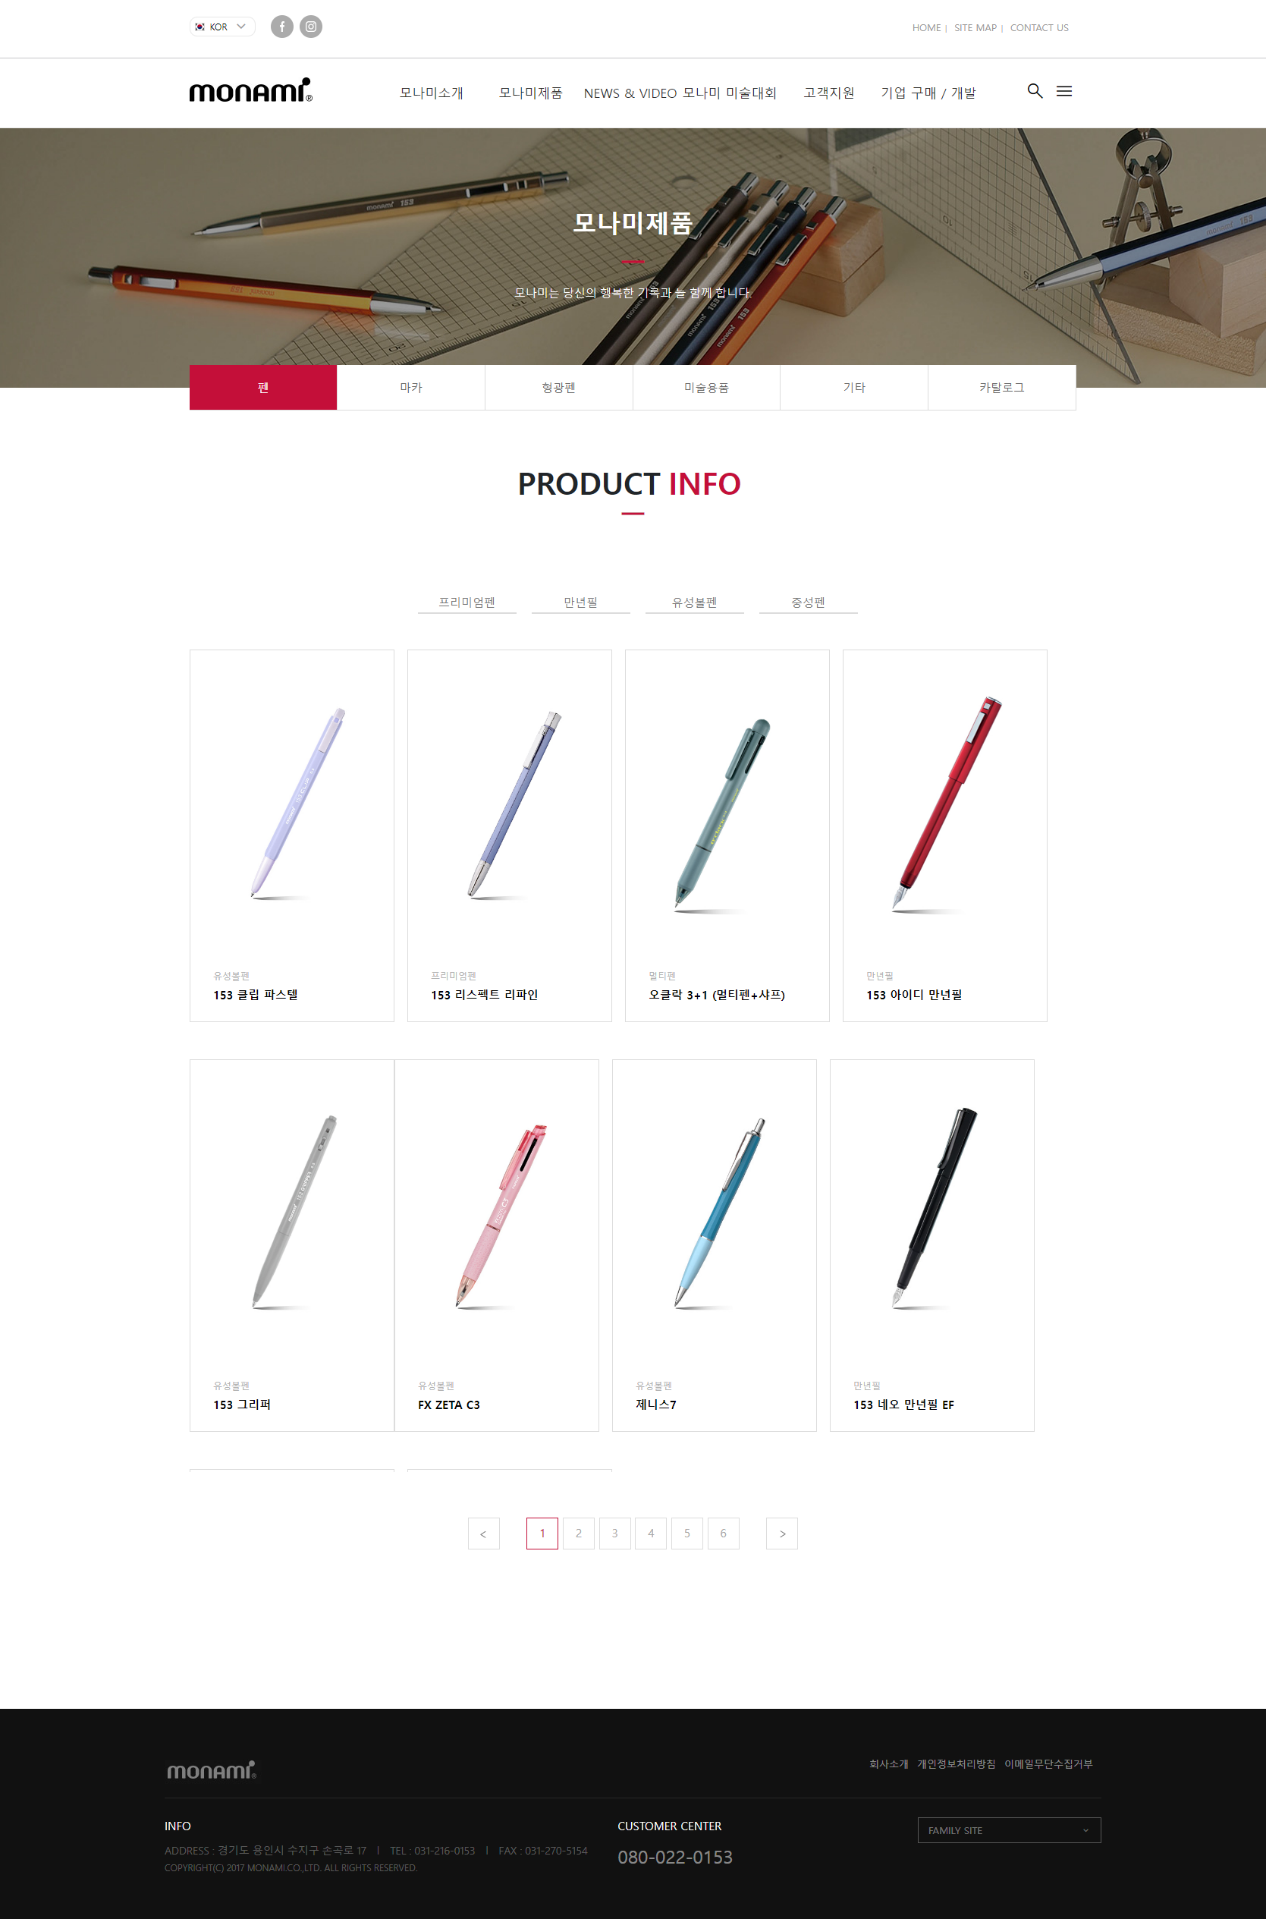 KOR
HOME | SITE MAP | CONTACT US
monami®
모나미소개 모나미제품 NEWS & VIDEO 모나미 미술대회 고객지원 기업 구매 / 개발
monami 153
모나미제품
모나미는 당신의 행복한 기록과 늘 함께 합니다.
펜 마카 형광펜 미술용품 기타 카탈로그
PRODUCT INFO
프리미엄펜 만년필 유성볼펜 중성펜
유성볼펜 프리미엄펜 멀티펜 만년필
153 클립 파스텔 153 리스펙트 리파인 오클락 3+1 (멀티펜+샤프) 153 아이디 만년필
유성볼펜 유성볼펜 유성볼펜 만년필
153 그리퍼 FX ZETA C3 제니스7 153 네오 만년필 EF
< 1 2 3 4 5 6 >
monami®
회사소개 개인정보처리방침 이메일무단수집거부
INFO
ADDRESS : 경기도 용인시 수지구 손곡로 17 | TEL : 031-216-0153 | FAX : 031-270-5154
COPYRIGHT(C) 2017 MONAMI.CO.,LTD. ALL RIGHTS RESERVED.
CUSTOMER CENTER
080-022-0153
FAMILY SITE